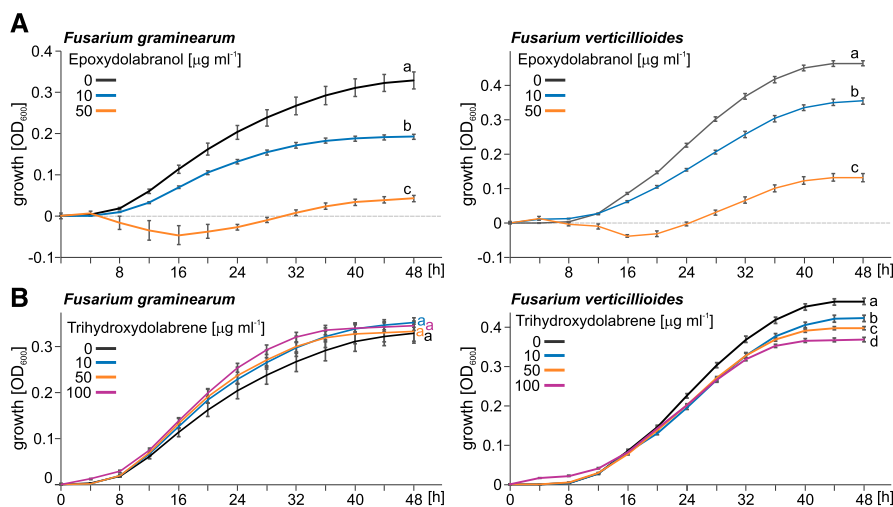 A
Fusarium graminearum
Epoxydolabranol [μg ml-1]
0
10
50
growth [OD600]
0.4
0.3
0.2
0.1
0
-0.1
a
b
c
8 16 24 32 40 48 [h]
Fusarium verticillioides
Epoxydolabranol [μg ml-1]
0
10
50
growth [OD600]
0.4
0.3
0.2
0.1
0
-0.1
a
b
c
8 16 24 32 40 48 [h]
B
Fusarium graminearum
Trihydroxydolabrene [μg ml-1]
0
10
50
100
growth [OD600]
0.3
0.2
0.1
0
a
a a
a
0 8 16 24 32 40 48 [h]
Fusarium verticillioides
Trihydroxydolabrene [μg ml-1]
0
10
50
100
growth [OD600]
0.4
0.3
0.2
0.1
0
a
b
c
d
0 8 16 24 32 40 48 [h]